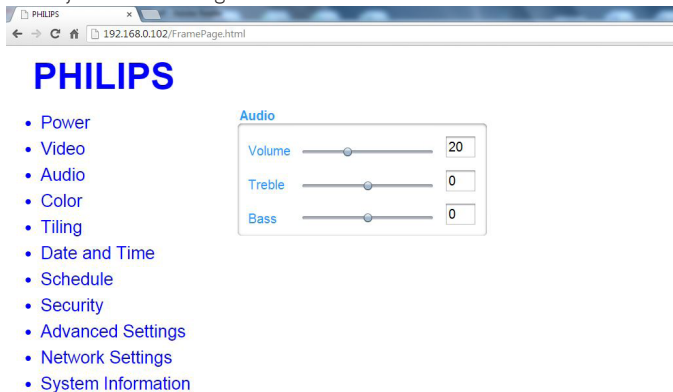 PHILIPS
192.168.0.102/FramePage.html
PHILIPS
• Power
• Video
• Audio
• Color
• Tiling
• Date and Time
• Schedule
• Security
• Advanced Settings
• Network Settings
• System Information
Audio
Volume 20
Treble 0
Bass 0